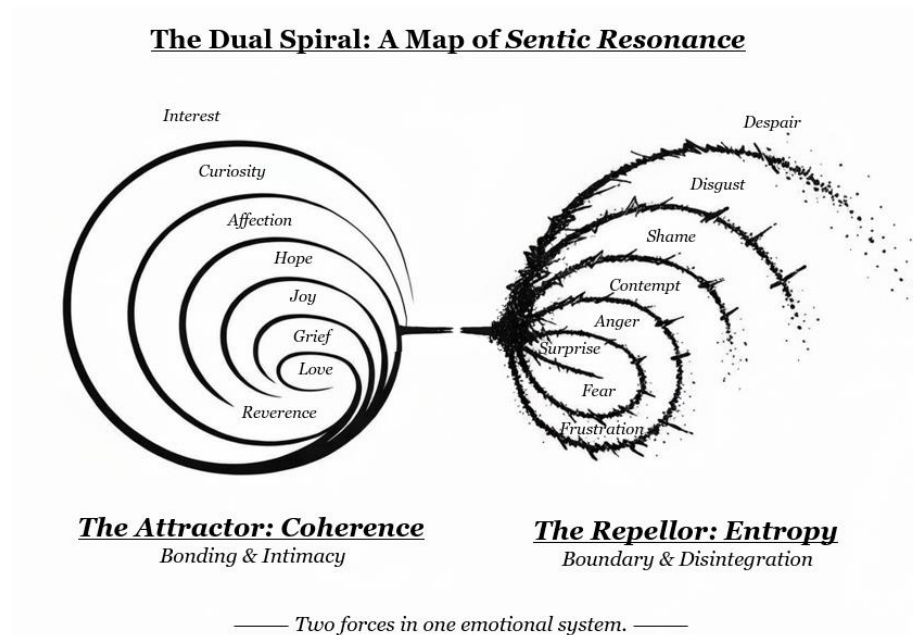 The Dual Spiral: A Map of Sentic Resonance
Interest
Curiosity
Affection
Hope
Joy
Grief
Love
Reverence
Despair
Disgust
Shame
Contempt
Anger
Surprise
Fear
Frustration
The Attractor: Coherence
Bonding & Intimacy
The Repellor: Entropy
Boundary & Disintegration
Two forces in one emotional system.